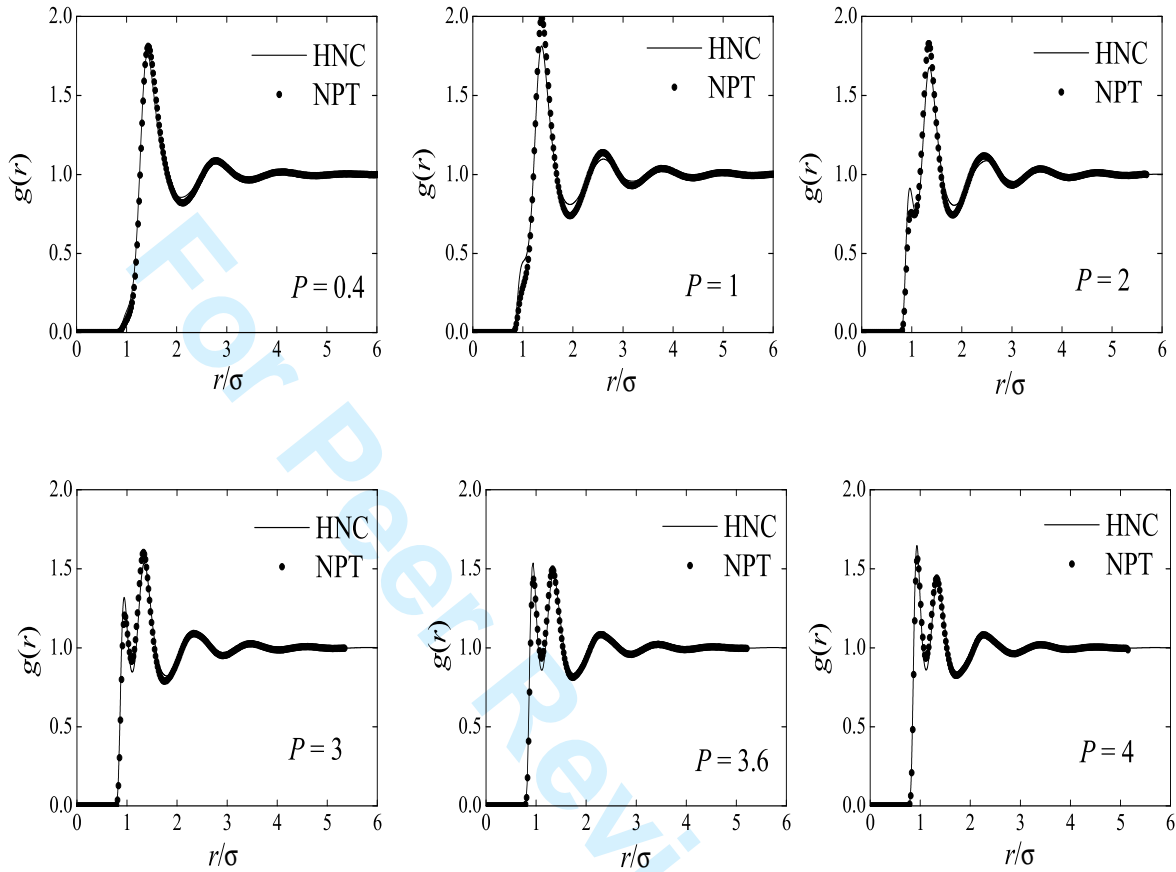 g(r)
2.0
1.5
1.0
0.5
0.0
HNC
NPT
P = 0.4
0 1 2 3 4 5 6
r/σ
g(r)
2.0
1.5
1.0
0.5
0.0
HNC
NPT
P = 1
0 1 2 3 4 5 6
r/σ
g(r)
2.0
1.5
1.0
0.5
0.0
HNC
NPT
P = 2
0 1 2 3 4 5 6
r/σ
g(r)
2.0
1.5
1.0
0.5
0.0
HNC
NPT
P = 3
0 1 2 3 4 5 6
r/σ
g(r)
2.0
1.5
1.0
0.5
0.0
HNC
NPT
P = 3.6
0 1 2 3 4 5 6
r/σ
g(r)
2.0
1.5
1.0
0.5
0.0
HNC
NPT
P = 4
0 1 2 3 4 5 6
r/σ
For Peer Revi